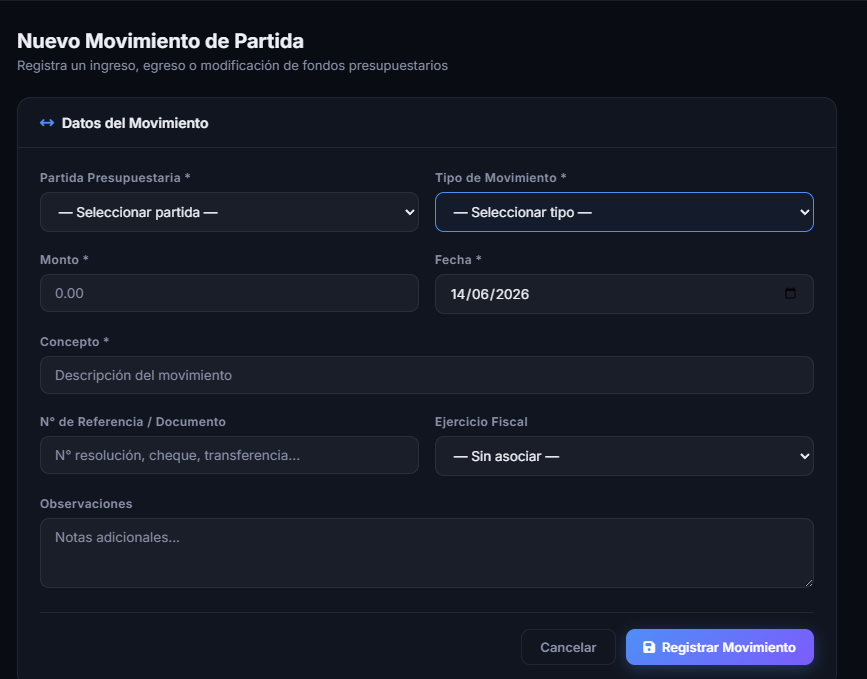 Nuevo Movimiento de Partida
Registra un ingreso, egreso o modificación de fondos presupuestarios
Datos del Movimiento
Partida Presupuestaria *
Tipo de Movimiento *
— Seleccionar partida —
— Seleccionar tipo —
Monto *
Fecha *
0.00
14/06/2026
Concepto *
Descripción del movimiento
N° de Referencia / Documento
Ejercicio Fiscal
N° resolución, cheque, transferencia...
— Sin asociar —
Observaciones
Notas adicionales...
Cancelar
Registrar Movimiento